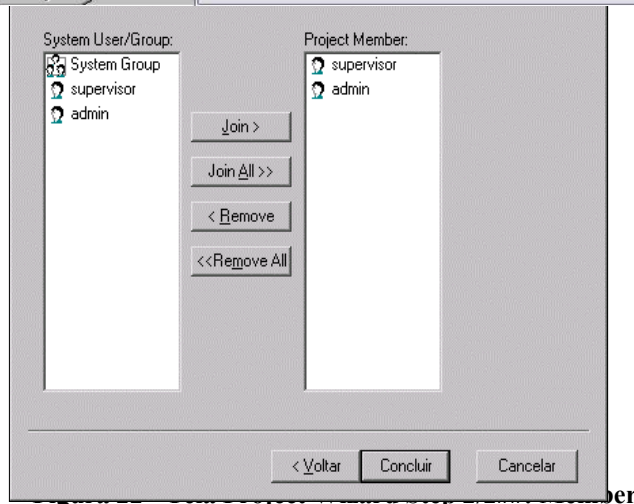 System User/Group:
System Group
supervisor
admin
Join >
Join All >>
< Remove
<<Remove All
Project Member:
supervisor
admin
< Voltar
Concluir
Cancelar